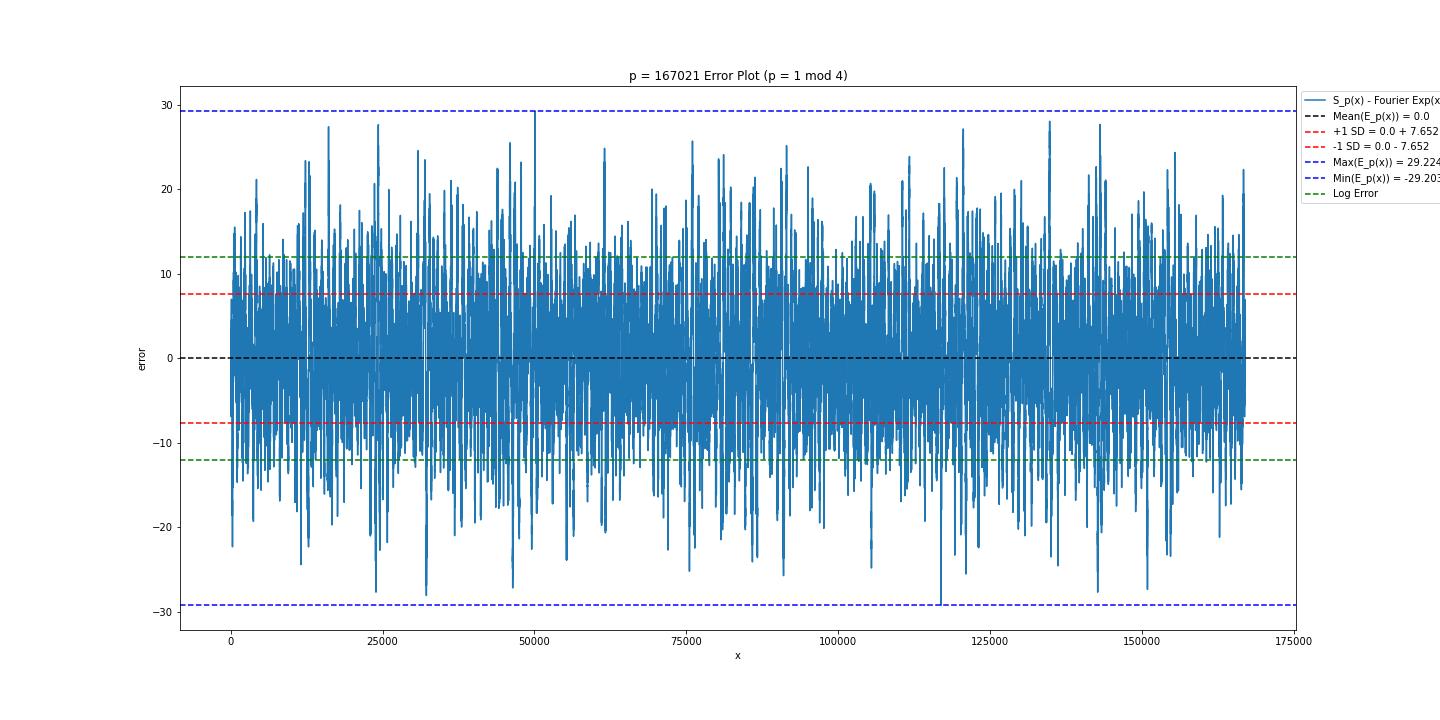 p = 167021 Error Plot (p = 1 mod 4)
30
20
10
0
−10
−20
−30
error
0
25000
50000
75000
100000
125000
150000
175000
x
S_p(x) - Fourier Exp(x
Mean(E_p(x)) = 0.0
+1 SD = 0.0 + 7.652
-1 SD = 0.0 - 7.652
Max(E_p(x)) = 29.224
Min(E_p(x)) = -29.203
Log Error